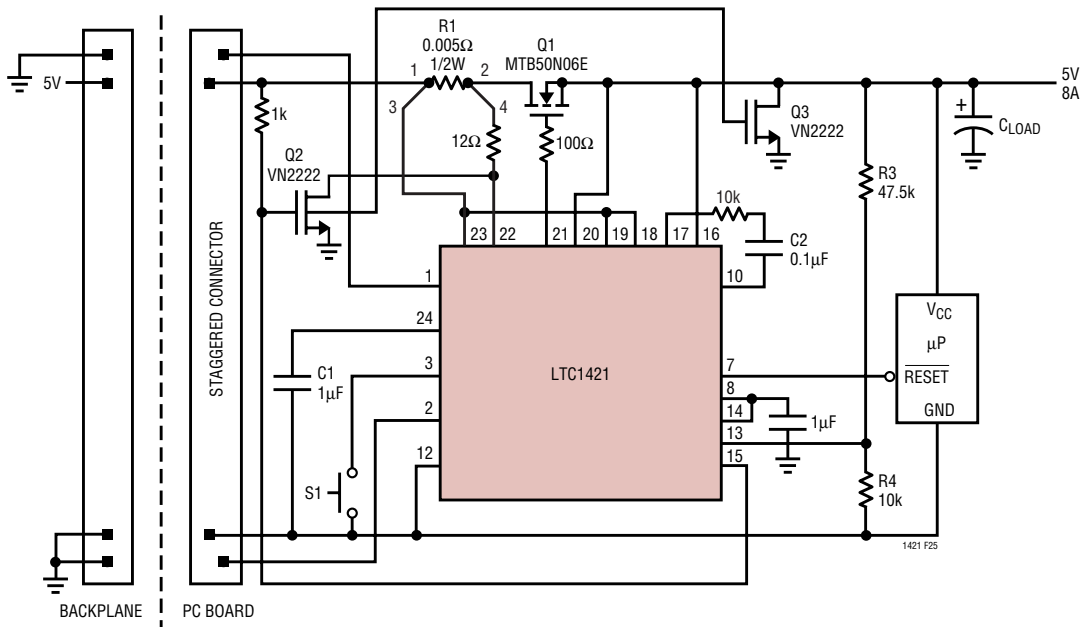 R1
0.005Ω
1/2W
Q1
MTB50N06E
1
2
5V
5V
8A
3
4
1k
12Ω
100Ω
Q3
VN2222
+
CLOAD
Q2
VN2222
R3
47.5k
10k
23
22
21
20
19
18
17
16
C2
0.1µF
STAGGERED CONNECTOR
1
10
24
VCC
C1
1µF
3
LTC1421
7
µP
RESET
8
2
14
1µF
GND
13
12
15
S1
R4
10k
1421 F25
BACKPLANE
PC BOARD